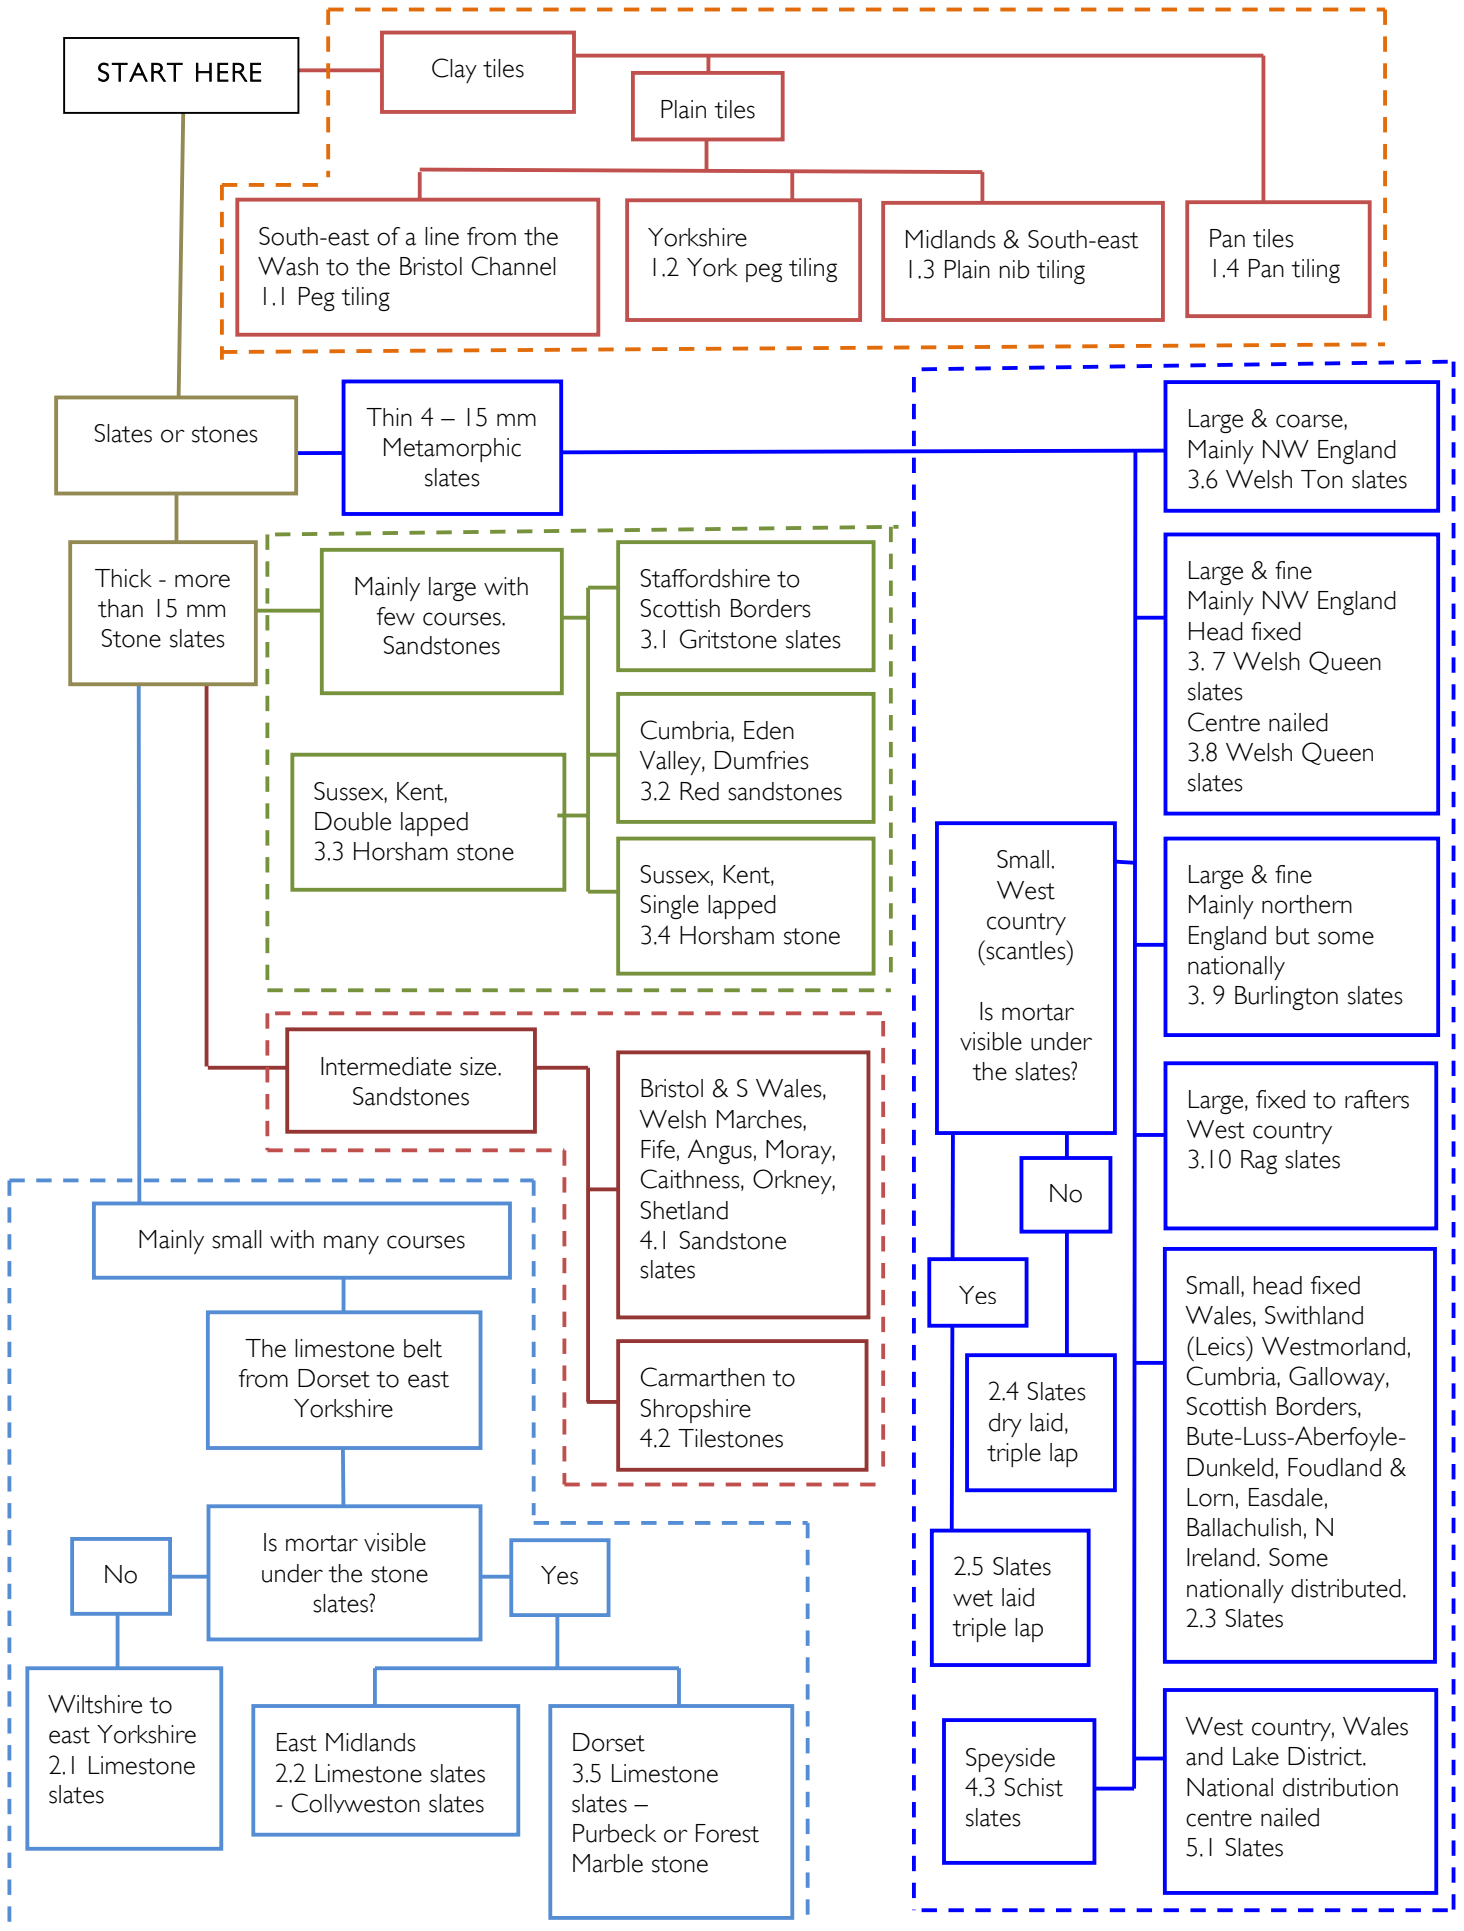 START HERE
Clay tiles
Plain tiles
South-east of a line from the
Wash to the Bristol Channel
1.1 Peg tiling
Yorkshire
1.2 York peg tiling
Midlands & South-east
1.3 Plain nib tiling
Pan tiles
1.4 Pan tiling
Slates or stones
Thin 4 – 15 mm
Metamorphic
slates
Large & coarse,
Mainly NW England
3.6 Welsh Ton slates
Thick - more
than 15 mm
Stone slates
Mainly large with
few courses.
Sandstones
Staffordshire to
Scottish Borders
3.1 Gritstone slates
Cumbria, Eden
Valley, Dumfries
3.2 Red sandstones
Sussex, Kent,
Double lapped
3.3 Horsham stone
Sussex, Kent,
Single lapped
3.4 Horsham stone
Large & fine
Mainly NW England
Head fixed
3. 7 Welsh Queen
slates
Centre nailed
3.8 Welsh Queen
slates
Small.
West
country
(scantles)
Is mortar
visible under
the slates?
Large & fine
Mainly northern
England but some
nationally
3. 9 Burlington slates
Intermediate size.
Sandstones
Bristol & S Wales,
Welsh Marches,
Fife, Angus, Moray,
Caithness, Orkney,
Shetland
4.1 Sandstone
slates
Carmarthen to
Shropshire
4.2 Tilestones
Large, fixed to rafters
West country
3.10 Rag slates
No
Yes
2.4 Slates
dry laid,
triple lap
2.5 Slates
wet laid
triple lap
Small, head fixed
Wales, Swithland
(Leics) Westmorland,
Cumbria, Galloway,
Scottish Borders,
Bute-Luss-Aberfoyle-
Dunkeld, Foudland &
Lorn, Easdale,
Ballachulish, N
Ireland. Some
nationally distributed.
2.3 Slates
Mainly small with many courses
The limestone belt
from Dorset to east
Yorkshire
Is mortar visible
under the stone
slates?
No
Yes
Wiltshire to
east Yorkshire
2.1 Limestone
slates
East Midlands
2.2 Limestone slates
- Collyweston slates
Dorset
3.5 Limestone
slates –
Purbeck or Forest
Marble stone
Speyside
4.3 Schist
slates
West country, Wales
and Lake District.
National distribution
centre nailed
5.1 Slates